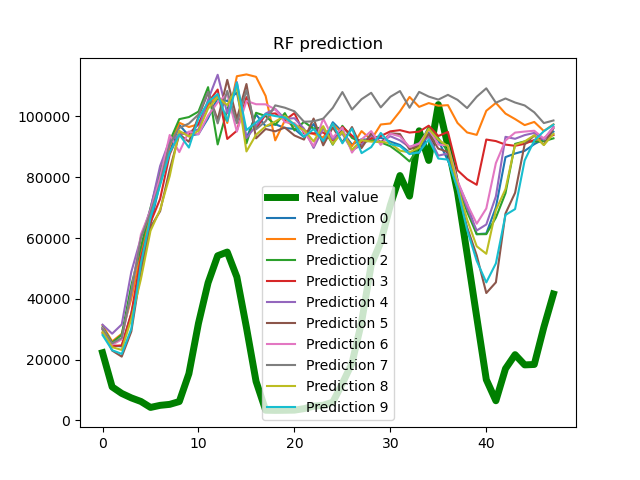 RF prediction
100000
80000
60000
40000
20000
0
0
10
20
30
40
Real value
Prediction 0
Prediction 1
Prediction 2
Prediction 3
Prediction 4
Prediction 5
Prediction 6
Prediction 7
Prediction 8
Prediction 9